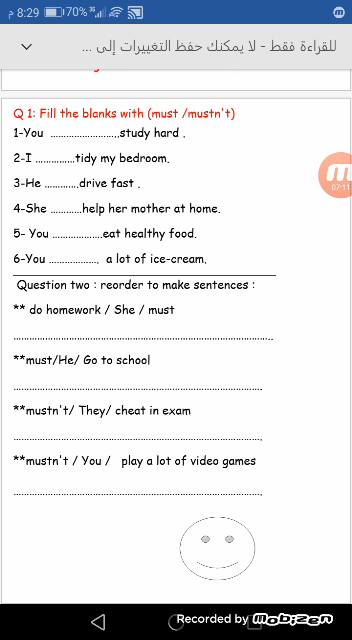 م 8:29 70% 3G
للقراءة فقط - لا يمكنك حفظ التغييرات إلى ...
07:11
Q 1: Fill the blanks with (must /mustn't)
1-You ……………………..study hard .
2-I ……………tidy my bedroom.
3-He ………….drive fast .
4-She …………help her mother at home.
5- You ……………….eat healthy food.
6-You ………………. a lot of ice-cream.
Question two : reorder to make sentences :
** do homework / She / must
………………………………………………………………………………………..
**must/He/ Go to school
…………………………………………………………………………………….
**mustn't/ They/ cheat in exam
…………………………………………………………………………………….
**mustn't / You / play a lot of video games
…………………………………………………………………………………….
Recorded by mobizen